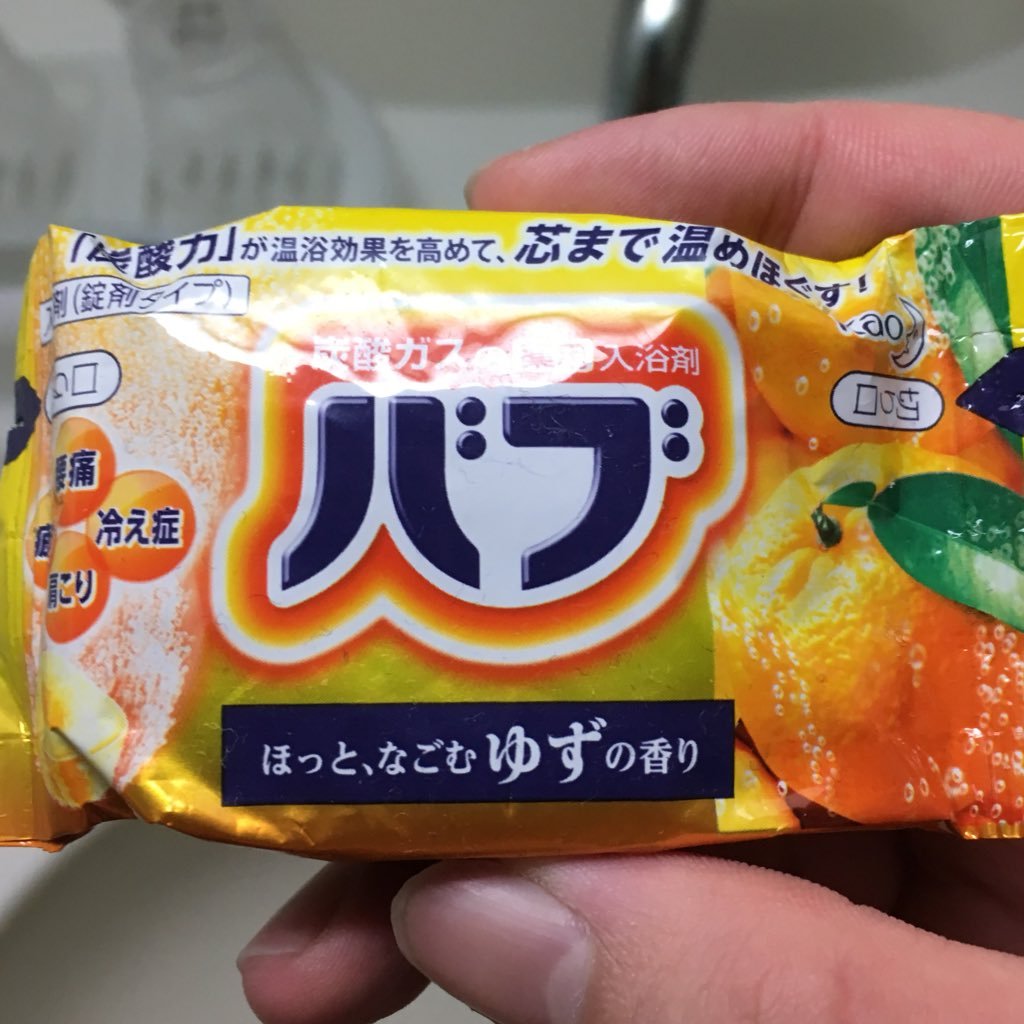 「炭酸力」が温浴効果を高めて、芯まで温めほぐす!
剤(錠剤タイプ)
kao
炭酸ガスの薬用入浴剤
切り口
バブ
腰痛
冷え症
肩こり
ほっと、なごむゆずの香り